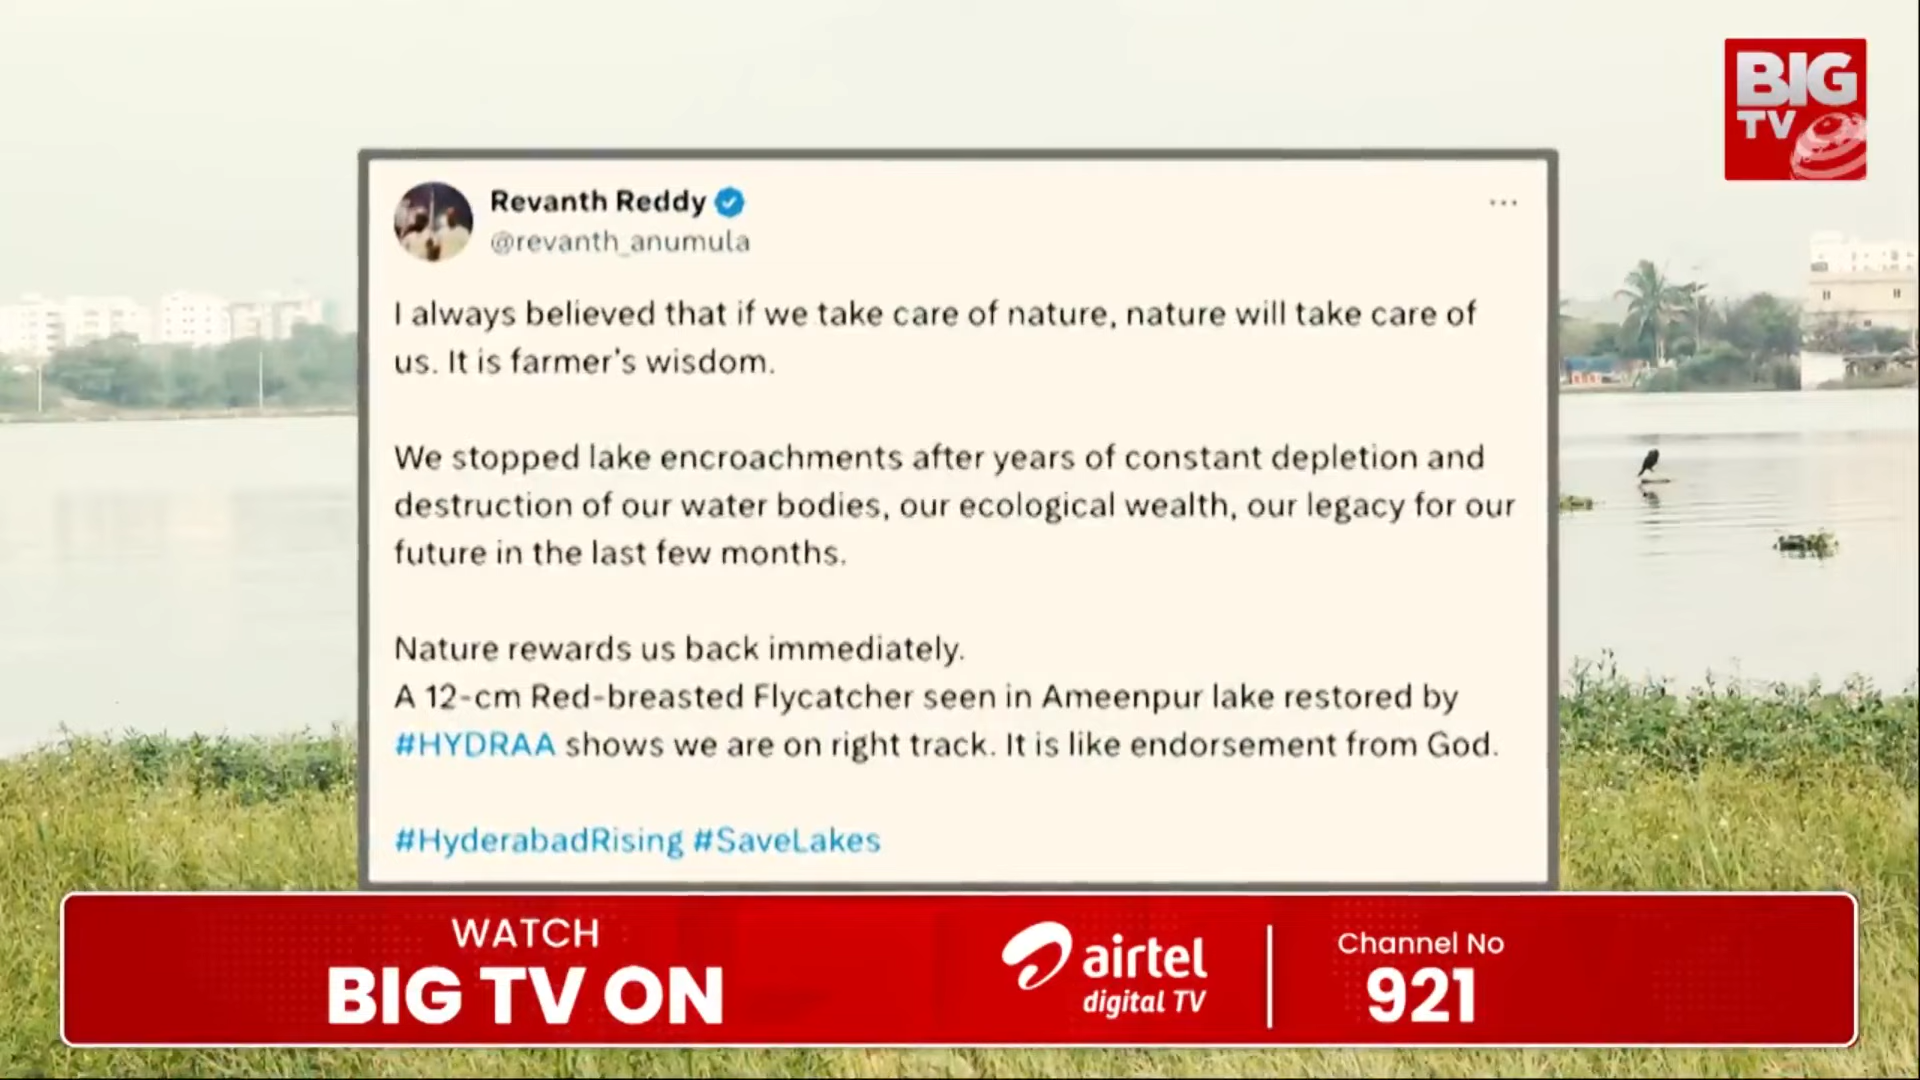 BIG
TV
Revanth Reddy
@revanth_anumula
I always believed that if we take care of nature, nature will take care of
us. It is farmer's wisdom.
We stopped lake encroachments after years of constant depletion and
destruction of our water bodies, our ecological wealth, our legacy for our
future in the last few months.
Nature rewards us back immediately.
A 12-cm Red-breasted Flycatcher seen in Ameenpur lake restored by
#HYDRAA shows we are on right track. It is like endorsement from God.
#HyderabadRising #SaveLakes
WATCH
BIG TV ON
airtel
digital TV
Channel No
921